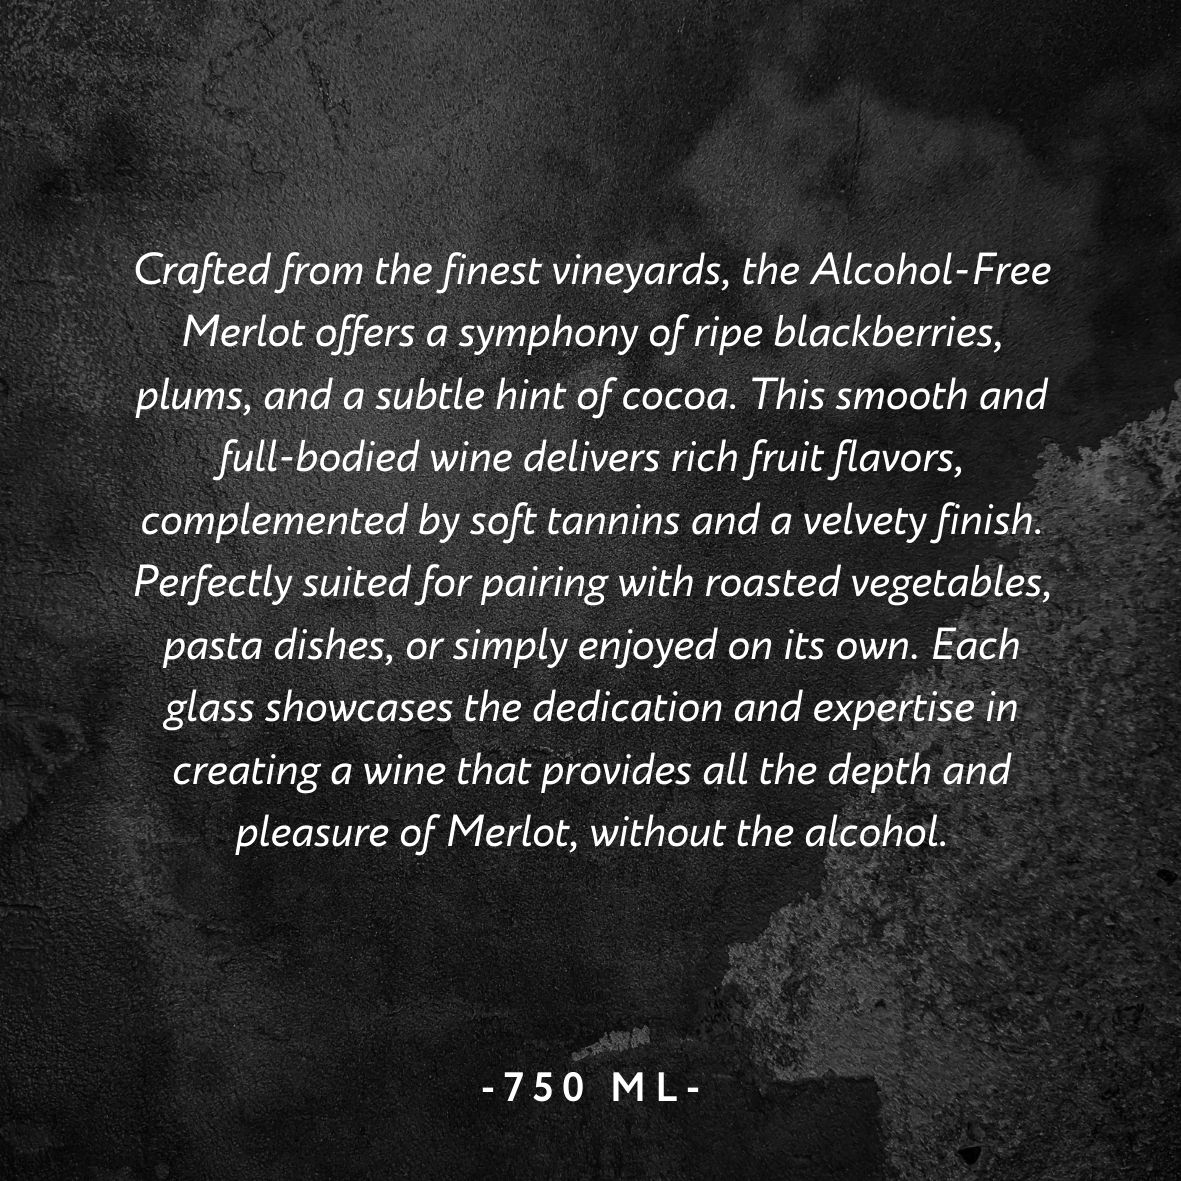 Crafted from the finest vineyards, the Alcohol-Free
Merlot offers a symphony of ripe blackberries,
plums, and a subtle hint of cocoa. This smooth and
full-bodied wine delivers rich fruit flavors,
complemented by soft tannins and a velvety finish.
Perfectly suited for pairing with roasted vegetables,
pasta dishes, or simply enjoyed on its own. Each
glass showcases the dedication and expertise in
creating a wine that provides all the depth and
pleasure of Merlot, without the alcohol.
-750 ML-